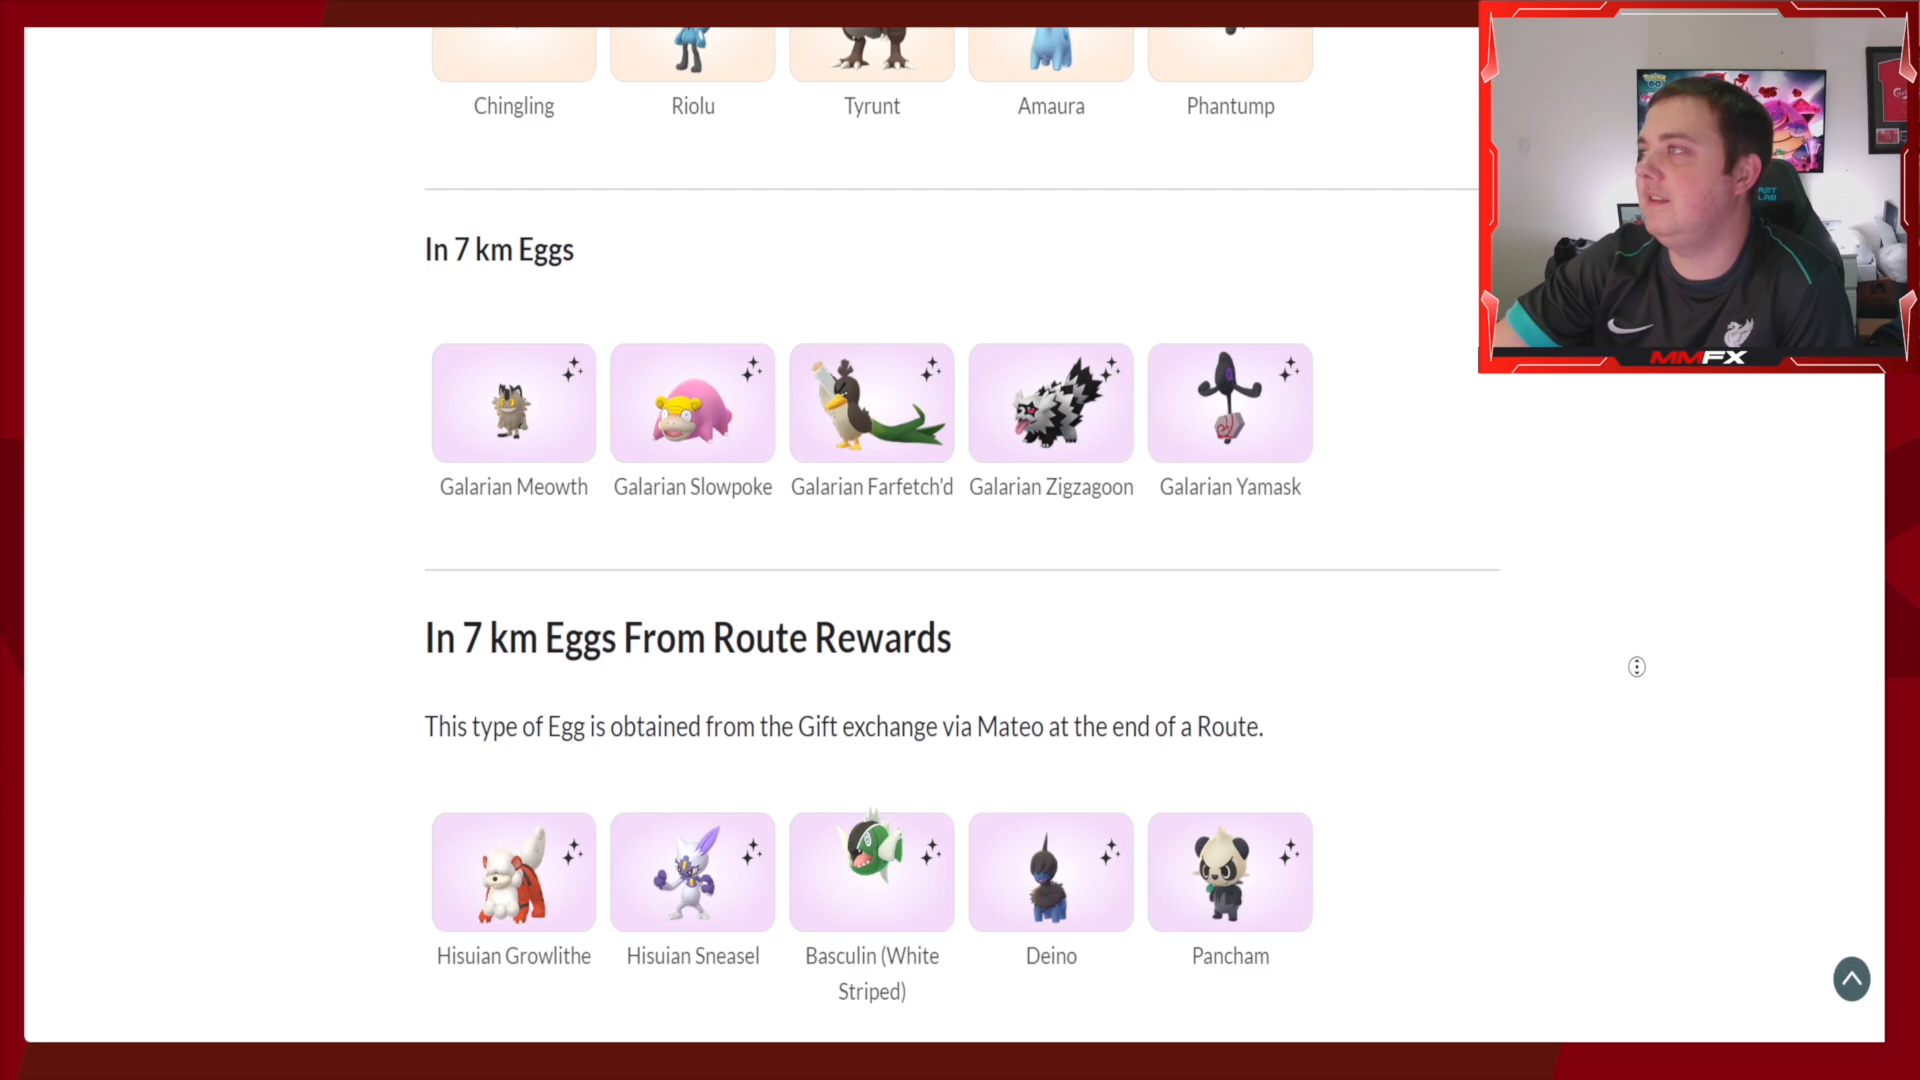 Chingling Riolu Tyrunt Amaura Phantump
In 7 km Eggs
Galarian Meowth Galarian Slowpoke Galarian Farfetch'd Galarian Zigzagoon Galarian Yamask
In 7 km Eggs From Route Rewards
This type of Egg is obtained from the Gift exchange via Mateo at the end of a Route.
Hisuian Growlithe Hisuian Sneasel Basculin (White Deino Pancham
Striped)
MMFX